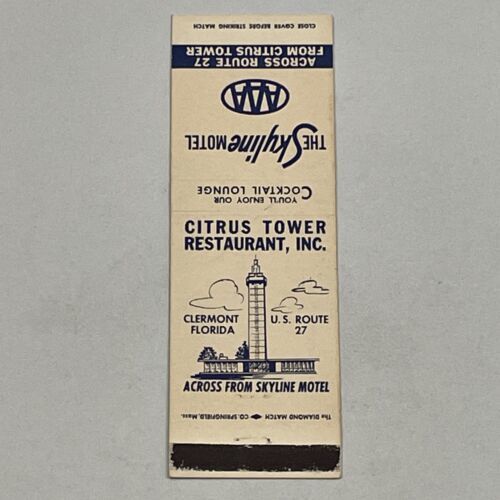 CLOSE COVER BEFORE STRIKING MATCH
ACROSS ROUTE 27
FROM CITRUS TOWER
AAA
THE Skyline MOTEL
YOU'LL ENJOY OUR
COCKTAIL LOUNGE
CITRUS TOWER
RESTAURANT, INC.
CLERMONT
FLORIDA
U.S. ROUTE
27
ACROSS FROM SKYLINE MOTEL
The DIAMOND MATCH CO. SPRINGFIELD, Mass.